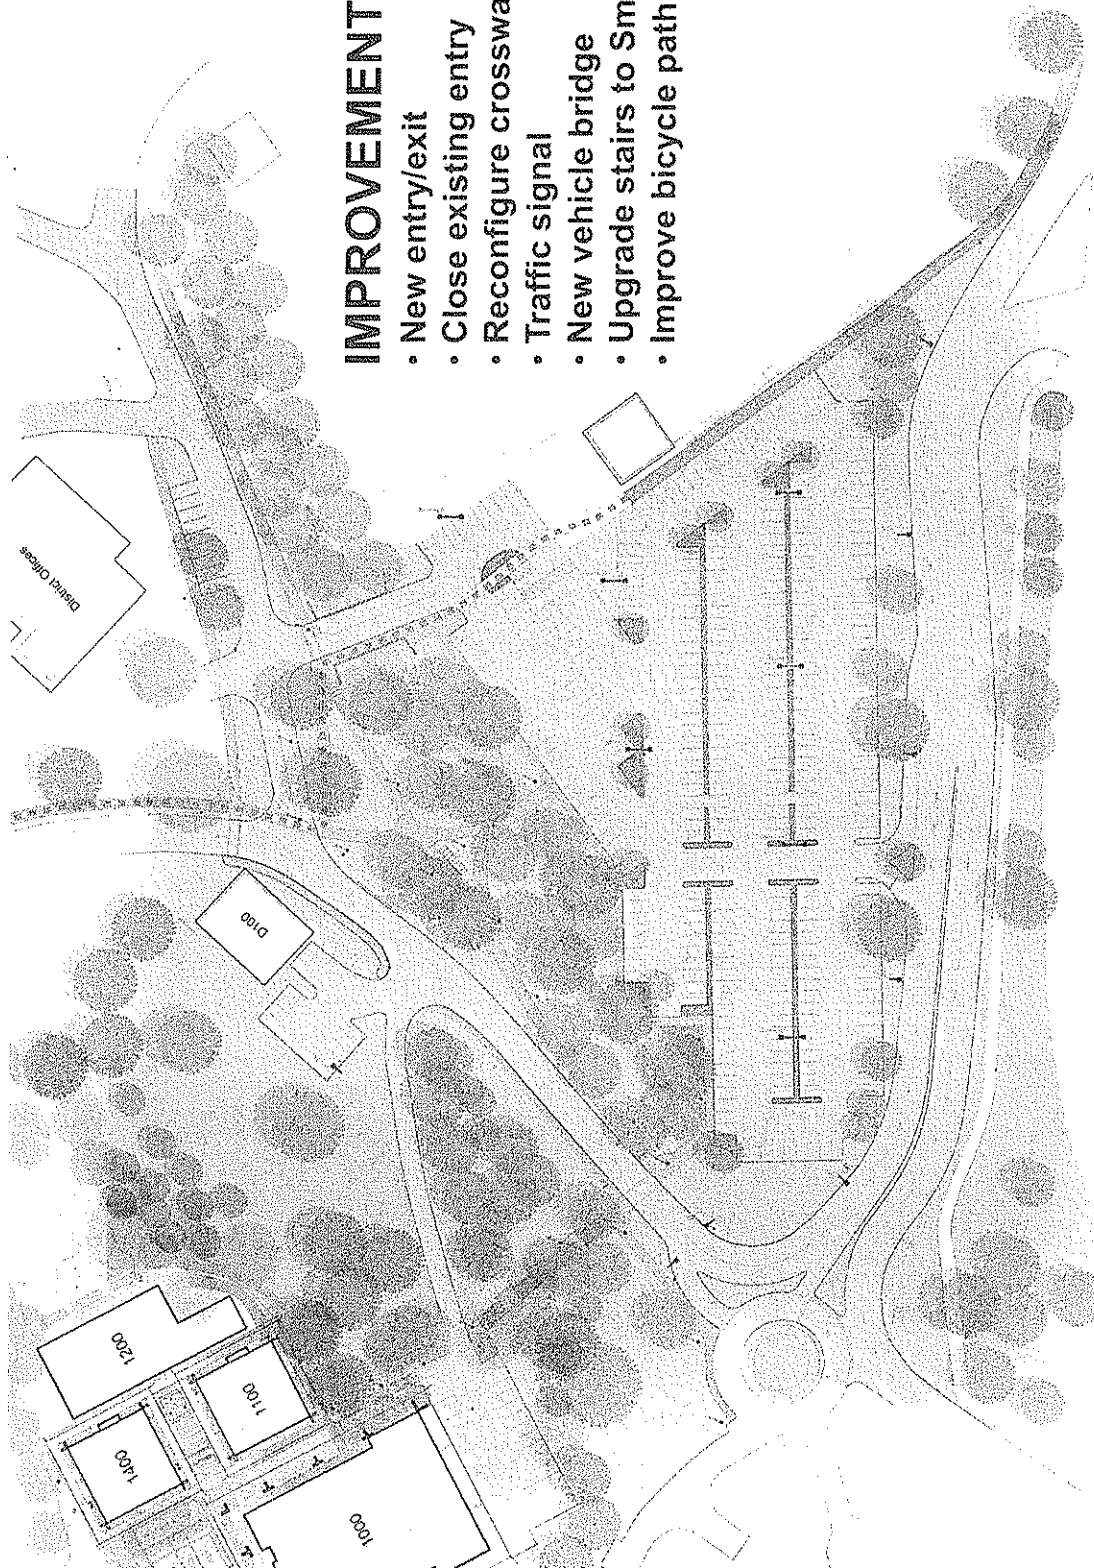 IMPROVEMENT
• New entry/exit
• Close existing entry
• Reconfigure crosswa
• Traffic signal
• New vehicle bridge
• Upgrade stairs to Sm
• Improve bicycle path
District Offices
D100
1200
1100
1400
1000